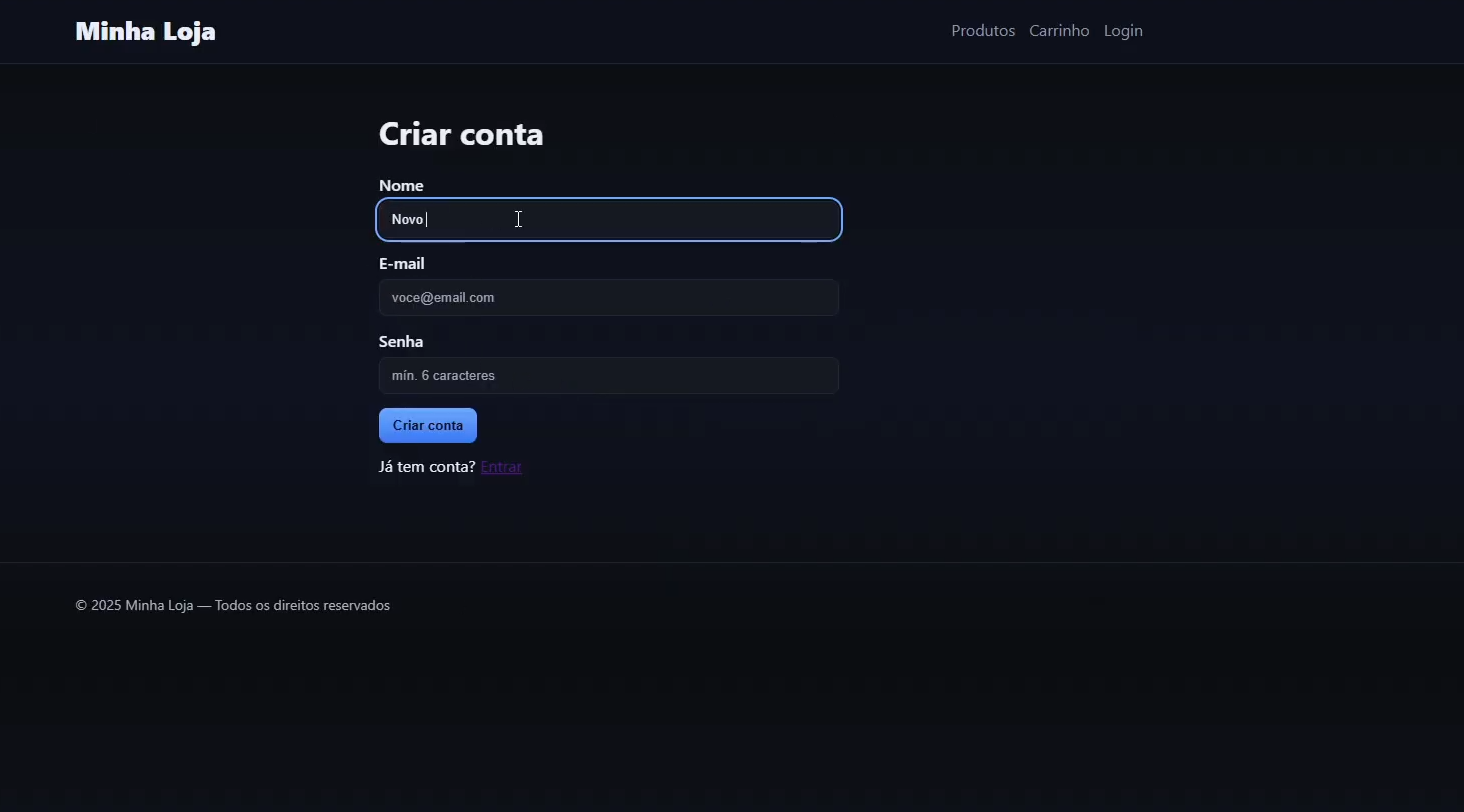 Minha Loja
Produtos Carrinho Login
Criar conta
Nome
Novo
E-mail
voce@email.com
Senha
mín. 6 caracteres
Criar conta
Já tem conta? Entrar
© 2025 Minha Loja — Todos os direitos reservados